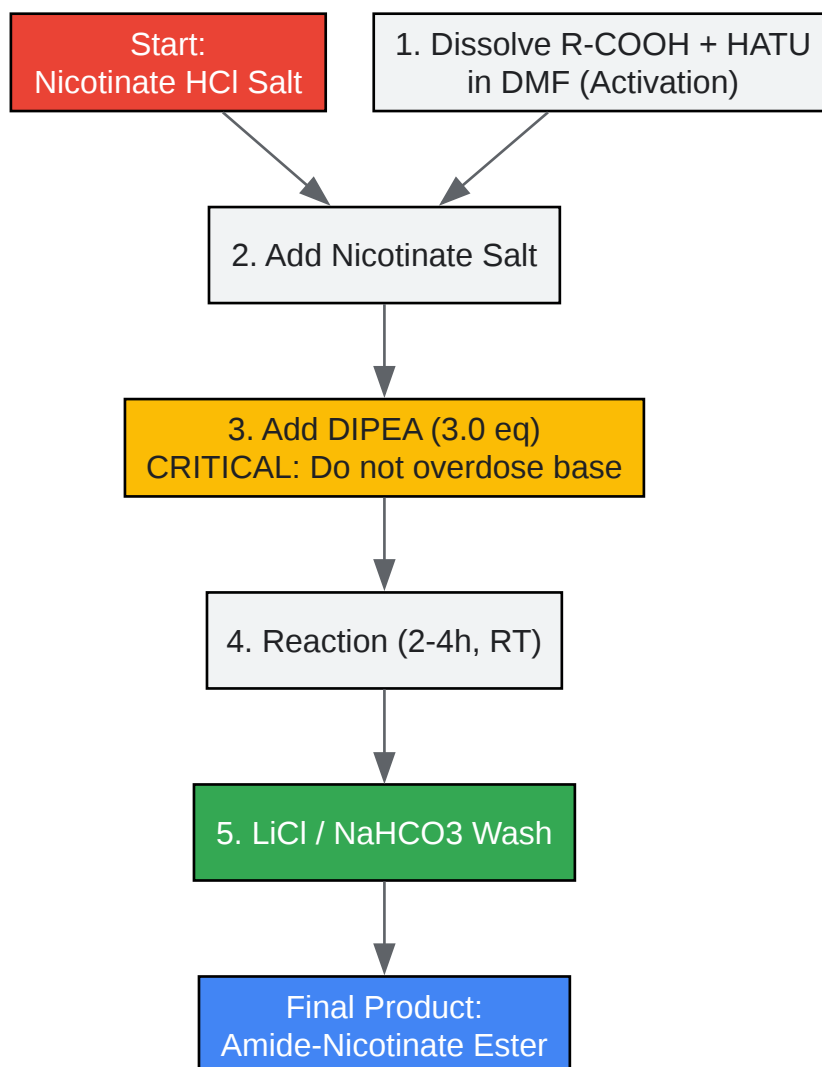 Start:
Nicotinate HCl Salt
1. Dissolve R-COOH + HATU
in DMF (Activation)
2. Add Nicotinate Salt
3. Add DIPEA (3.0 eq)
CRITICAL: Do not overdose base
4. Reaction (2-4h, RT)
5. LiCl / NaHCO3 Wash
Final Product:
Amide-Nicotinate Ester